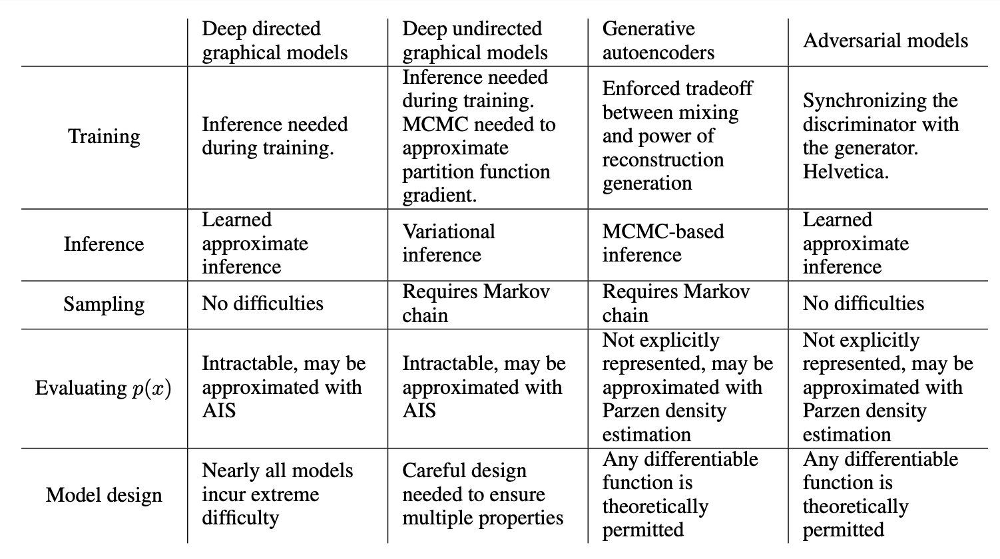 Deep directed
graphical models
Deep undirected
graphical models
Generative
autoencoders
Adversarial models
Training
Inference needed
during training.
Inference needed
during training.
MCMC needed to
approximate
partition function
gradient.
Enforced tradeoff
between mixing
and power of
reconstruction
generation
Synchronizing the
discriminator with
the generator.
Helvetica.
Inference
Learned
approximate
inference
Variational
inference
MCMC-based
inference
Learned
approximate
inference
Sampling
No difficulties
Requires Markov
chain
Requires Markov
chain
No difficulties
Evaluating p(x)
Intractable, may be
approximated with
AIS
Intractable, may be
approximated with
AIS
Not explicitly
represented, may be
approximated with
Parzen density
estimation
Not explicitly
represented, may be
approximated with
Parzen density
estimation
Model design
Nearly all models
incur extreme
difficulty
Careful design
needed to ensure
multiple properties
Any differentiable
function is
theoretically
permitted
Any differentiable
function is
theoretically
permitted